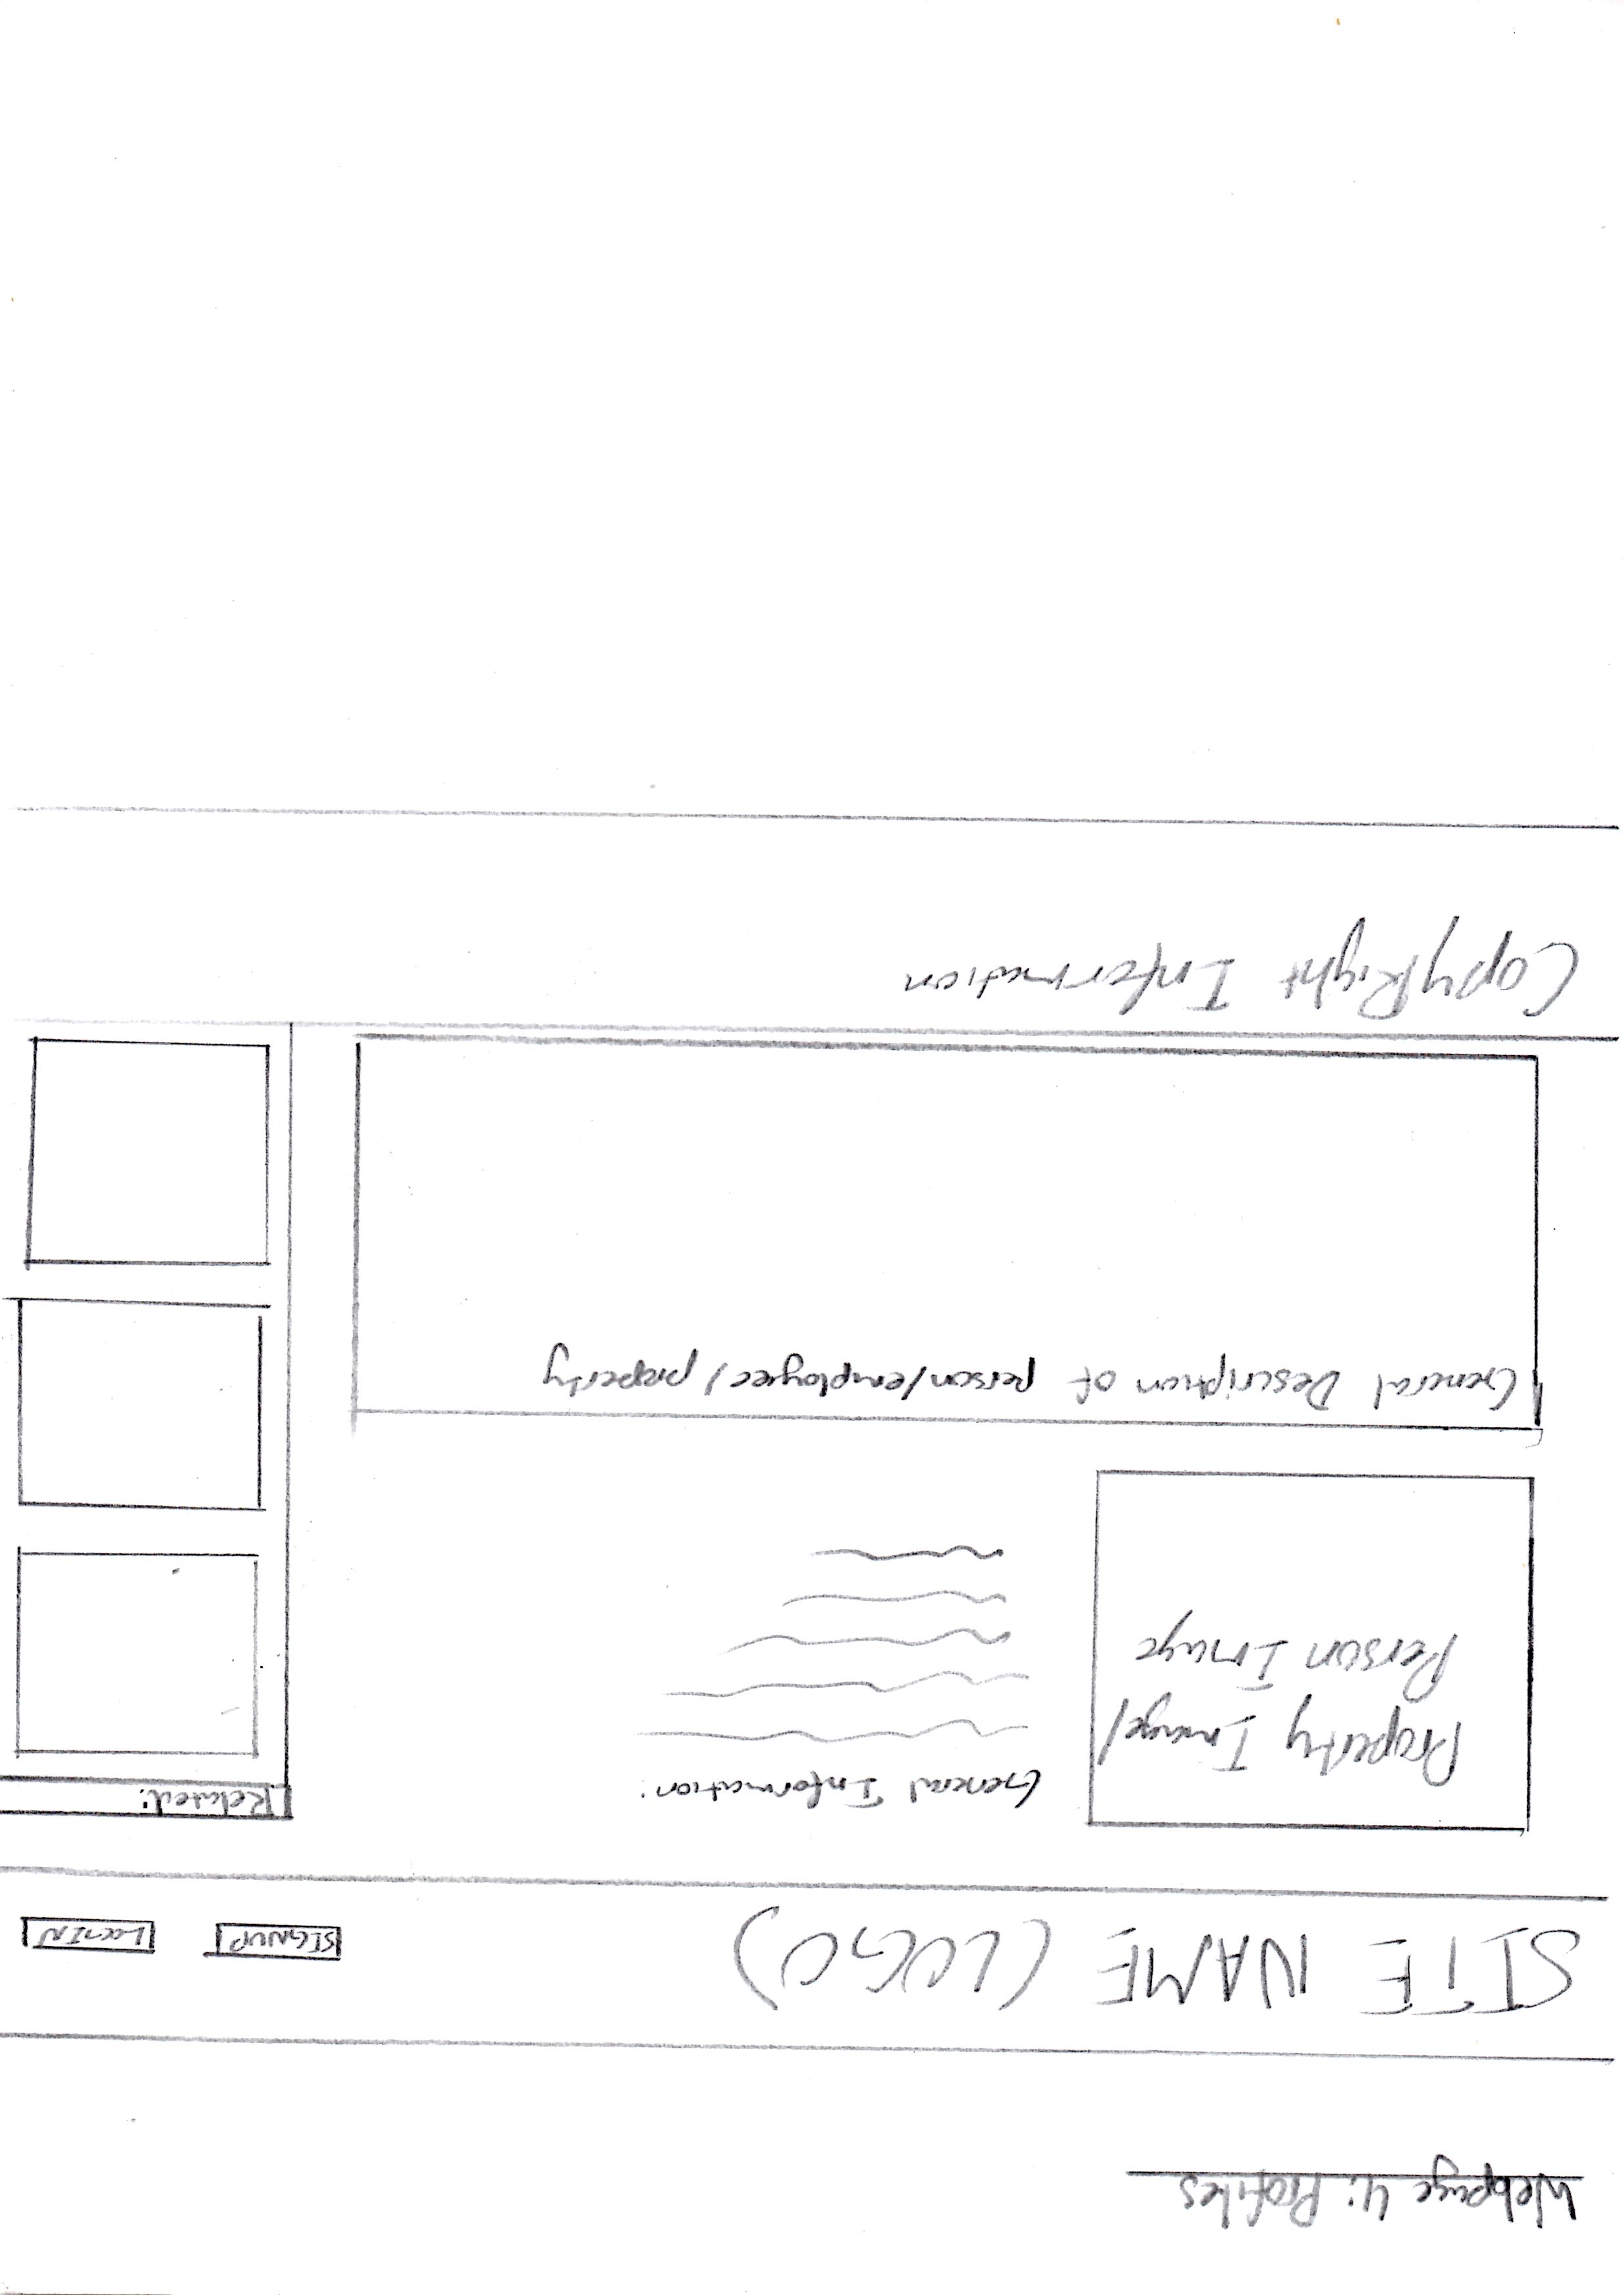 Webpage 4: Profiles
SITE NAME (LOGO)
SIGNUP
LOGIN
Property Image/
Person Image
General Information:
Related:
General Description of person/employee/property
CopyRight Information